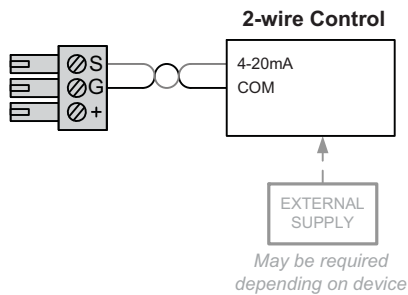 2-wire Control
S
G
+
4-20mA
COM
EXTERNAL
SUPPLY
May be required
depending on device